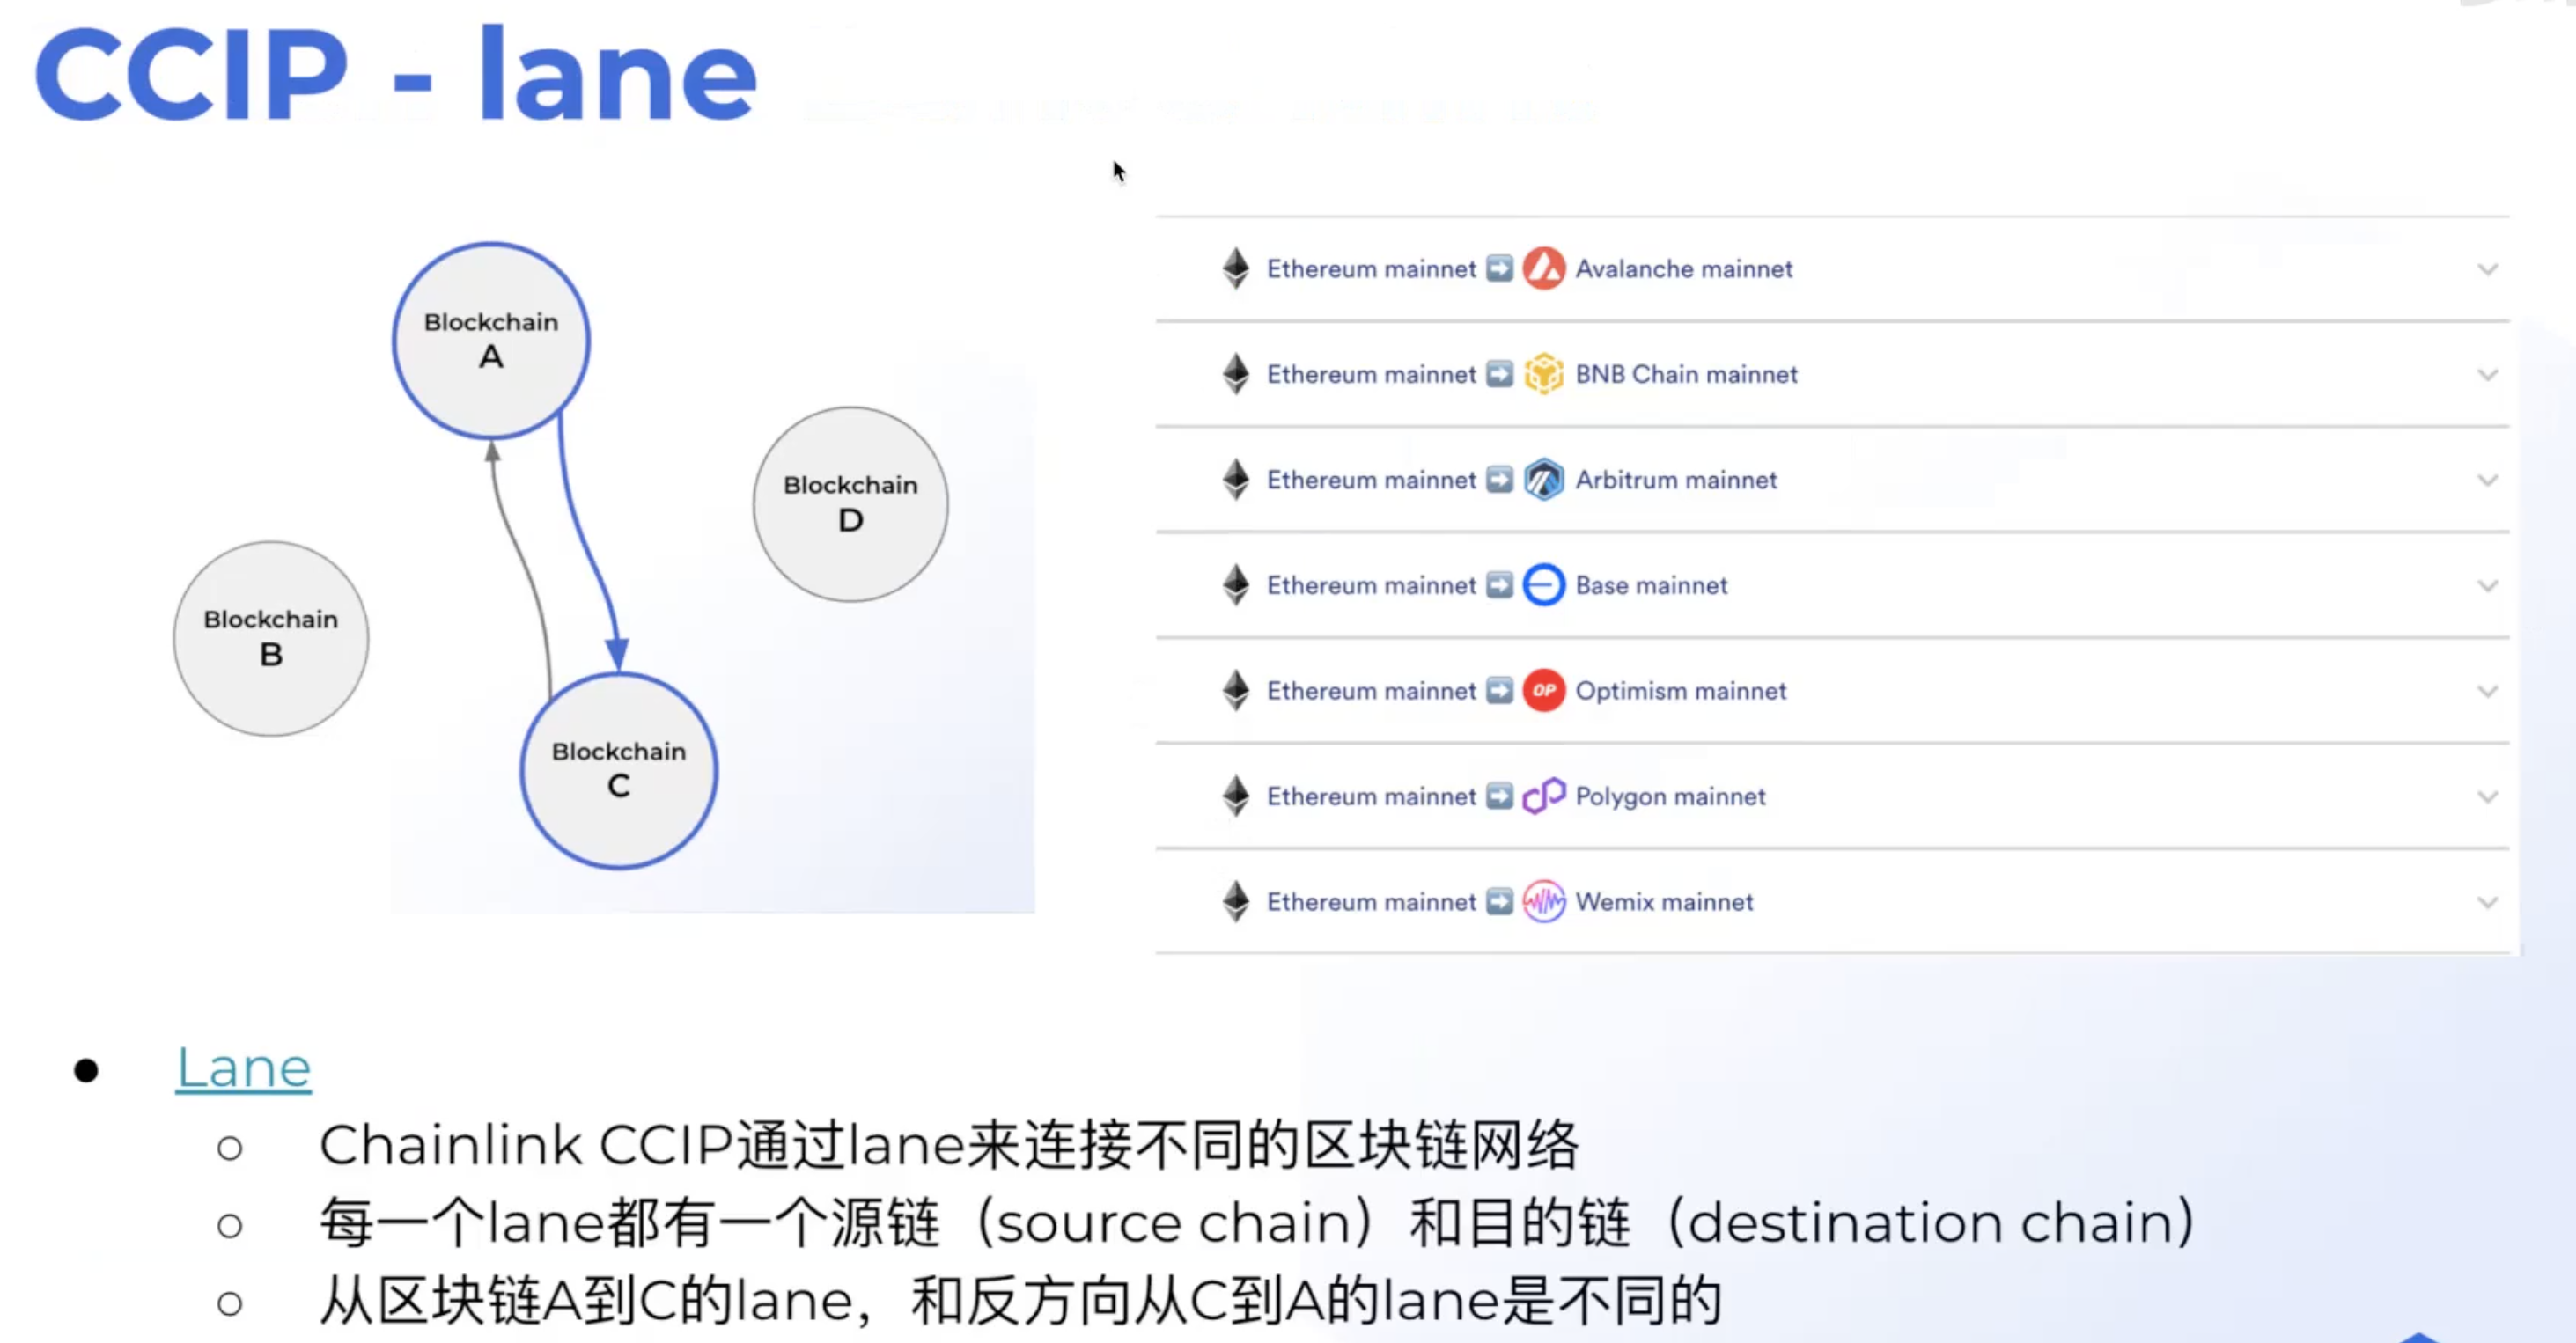 CCIP - lane
Blockchain
A
Blockchain
D
Blockchain
B
Blockchain
C
Ethereum mainnet ➡ Avalanche mainnet
Ethereum mainnet ➡ BNB Chain mainnet
Ethereum mainnet ➡ Arbitrum mainnet
Ethereum mainnet ➡ Base mainnet
Ethereum mainnet ➡ OP Optimism mainnet
Ethereum mainnet ➡ Polygon mainnet
Ethereum mainnet ➡ Wemix mainnet
● Lane
○ Chainlink CCIP通过lane来连接不同的区块链网络
○ 每一个lane都有一个源链（source chain）和目的链（destination chain）
○ 从区块链A到C的lane，和反方向从C到A的lane是不同的